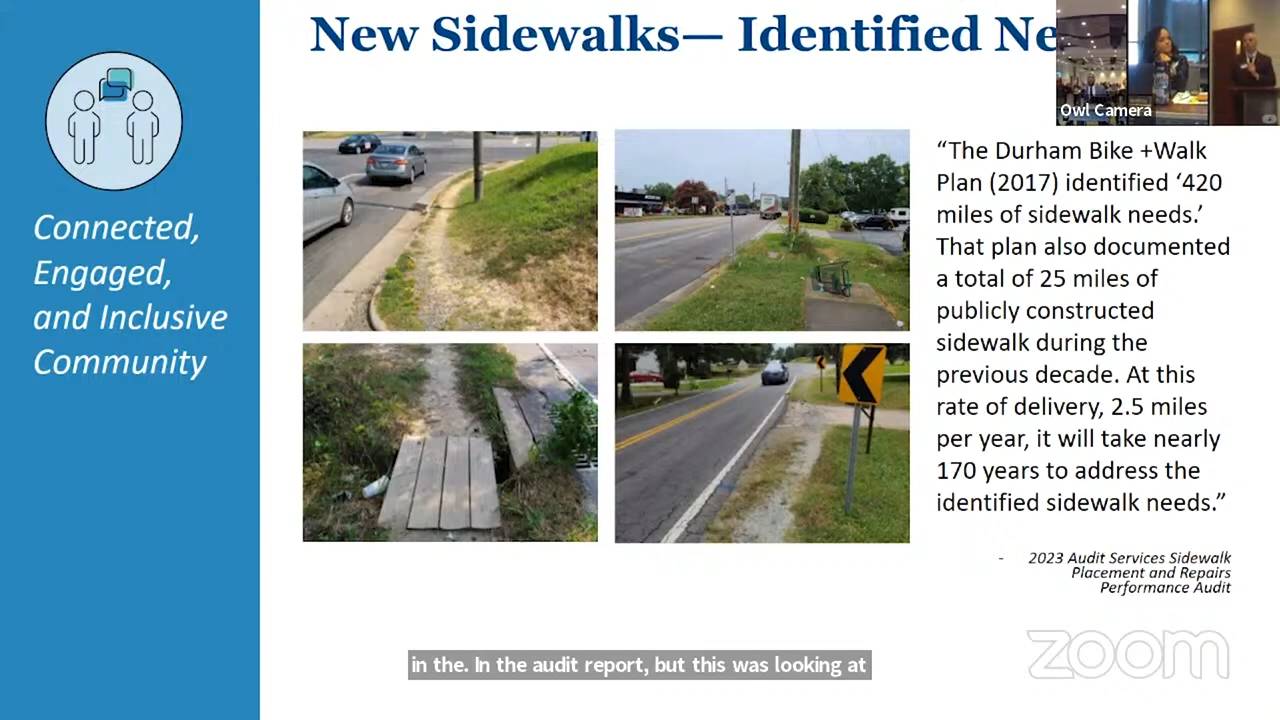 New Sidewalks— Identified Ne
Owl Camera
Connected,
Engaged,
and Inclusive
Community
“The Durham Bike +Walk
Plan (2017) identified ‘420
miles of sidewalk needs.’
That plan also documented
a total of 25 miles of
publicly constructed
sidewalk during the
previous decade. At this
rate of delivery, 2.5 miles
per year, it will take nearly
170 years to address the
identified sidewalk needs.”
- 2023 Audit Services Sidewalk
Placement and Repairs
Performance Audit
zoom
in the. In the audit report, but this was looking at